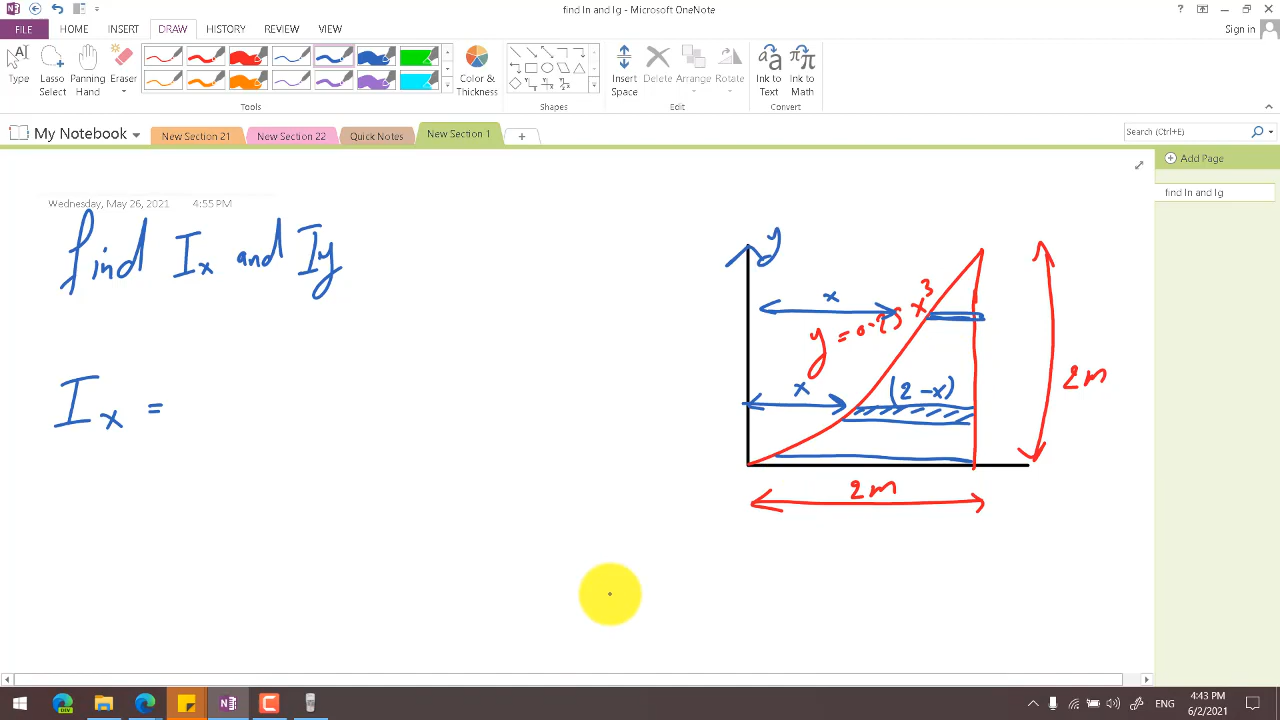 find In and Ig - Microsoft OneNote
FILE HOME INSERT DRAW HISTORY REVIEW VIEW
Sign in
Type
Lasso Select
Panning Hand
Eraser
Color & Thickness
Insert Space
Delete
Arrange
Rotate
Ink to Text
Ink to Math
Tools
Shapes
Edit
Convert
My Notebook
New Section 21
New Section 22
Quick Notes
New Section 1
Search (Ctrl+E)
Add Page
find In and Ig
Wednesday, May 26, 2021 4:55 PM
find Ix and Iy
y
x
y = 0.25 x³
2m
x
(2-x)
Ix =
2m
4:43 PM
6/2/2021